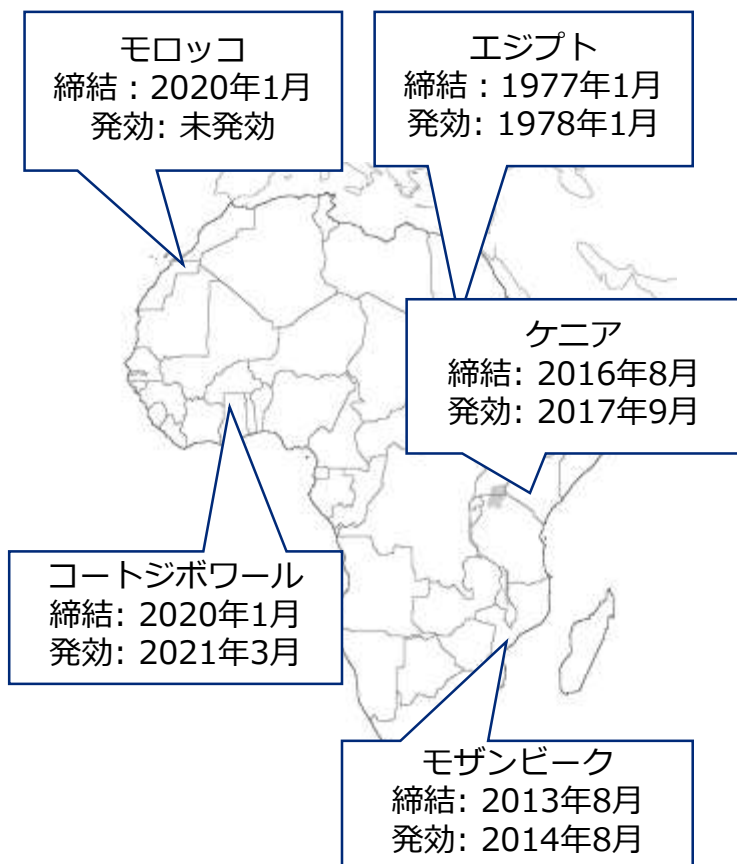 モロッコ
締結：2020年1月
発効: 未発効
エジプト
締結：1977年1月
発効: 1978年1月
ケニア
締結: 2016年8月
発効: 2017年9月
コートジボワール
締結: 2020年1月
発効: 2021年3月
モザンビーク
締結: 2013年8月
発効: 2014年8月